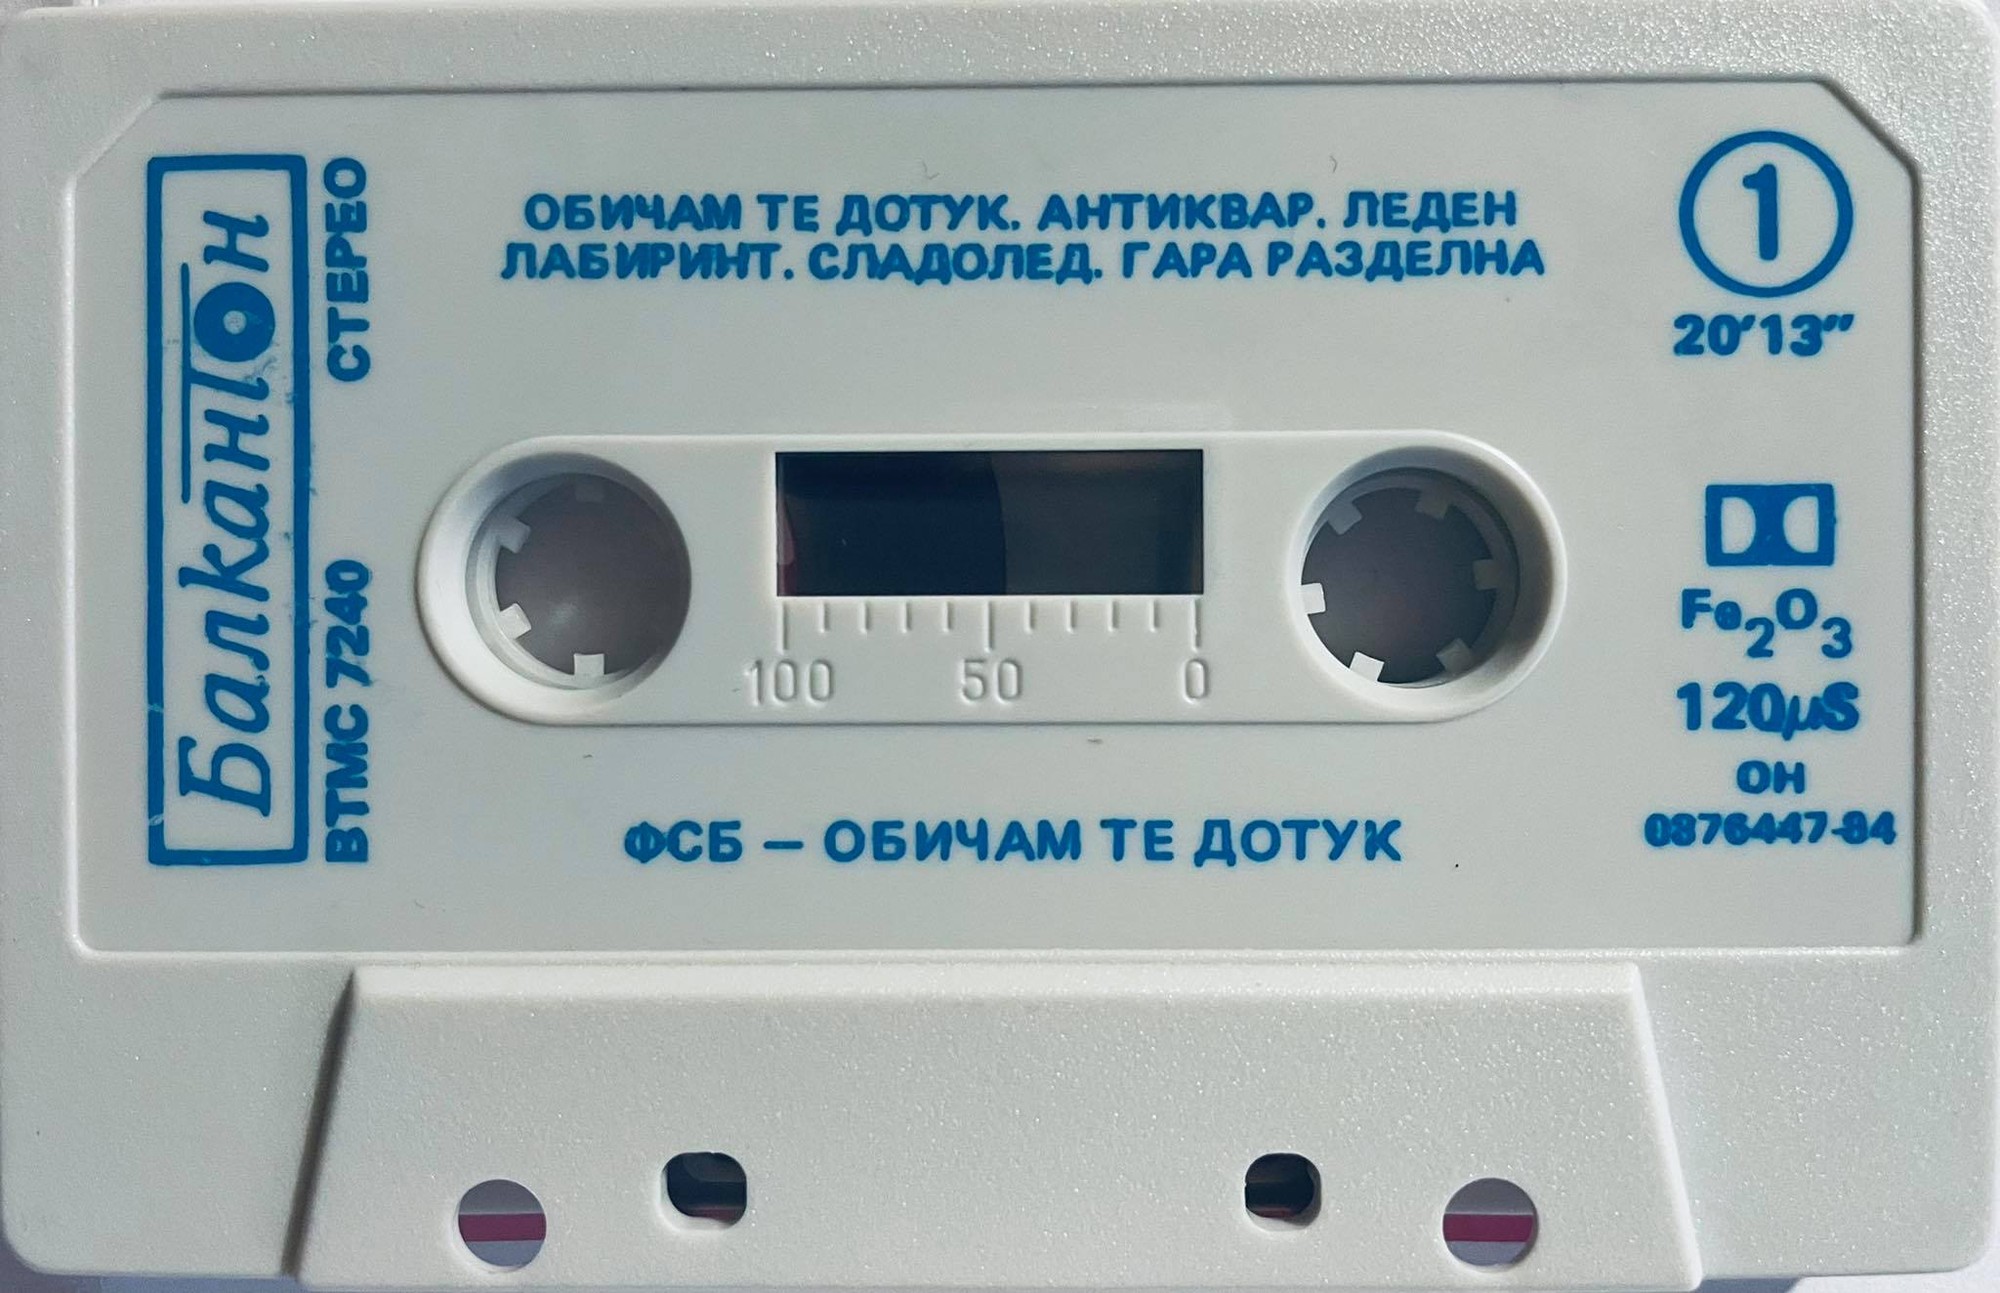 Балкантон
СТЕРЕО
ВТМС 7240
ОБИЧАМ ТЕ ДОТУК. АНТИКВАР. ЛЕДЕН
ЛАБИРИНТ. СЛАДОЛЕД. ГАРА РАЗДЕЛНА
1
20′13″
100 50 0
Fe₂O₃
120μS
ОН
0876447-84
ФСБ – ОБИЧАМ ТЕ ДОТУК